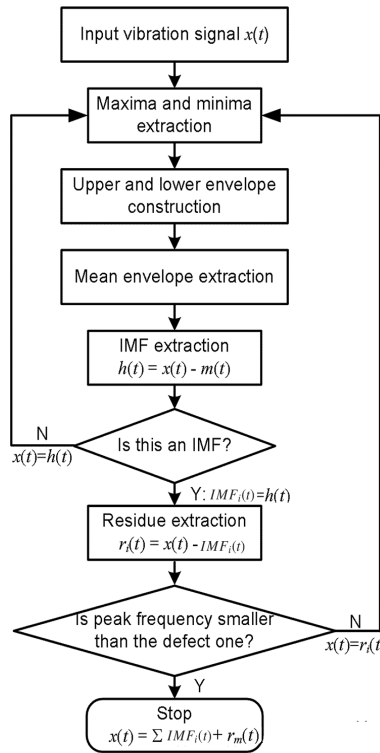 Input vibration signal x(t)
Maxima and minima
extraction
Upper and lower envelope
construction
Mean envelope extraction
IMF extraction
h(t) = x(t) - m(t)
N
x(t)=h(t)
Is this an IMF?
Y: IMFi(t)=h(t)
Residue extraction
ri(t) = x(t) -IMFi(t)
Is peak frequency smaller
than the defect one?
N
x(t)=ri(t
Y
Stop
x(t) = ∑ IMFi(t)+ rm(t)